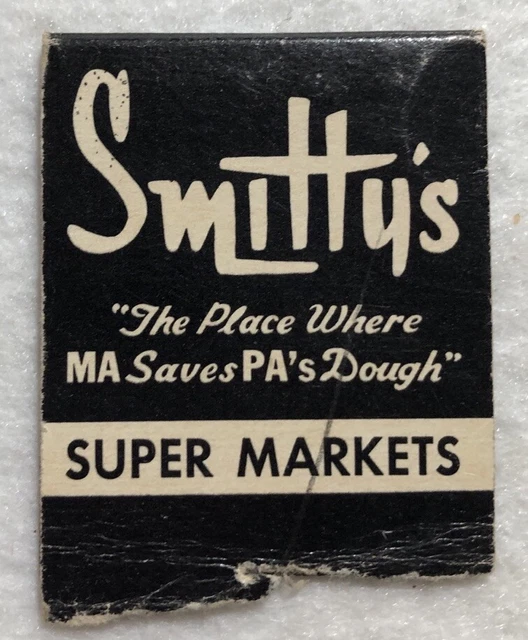 Smitty's
"The Place Where
MA Saves PA's Dough"
SUPER MARKETS